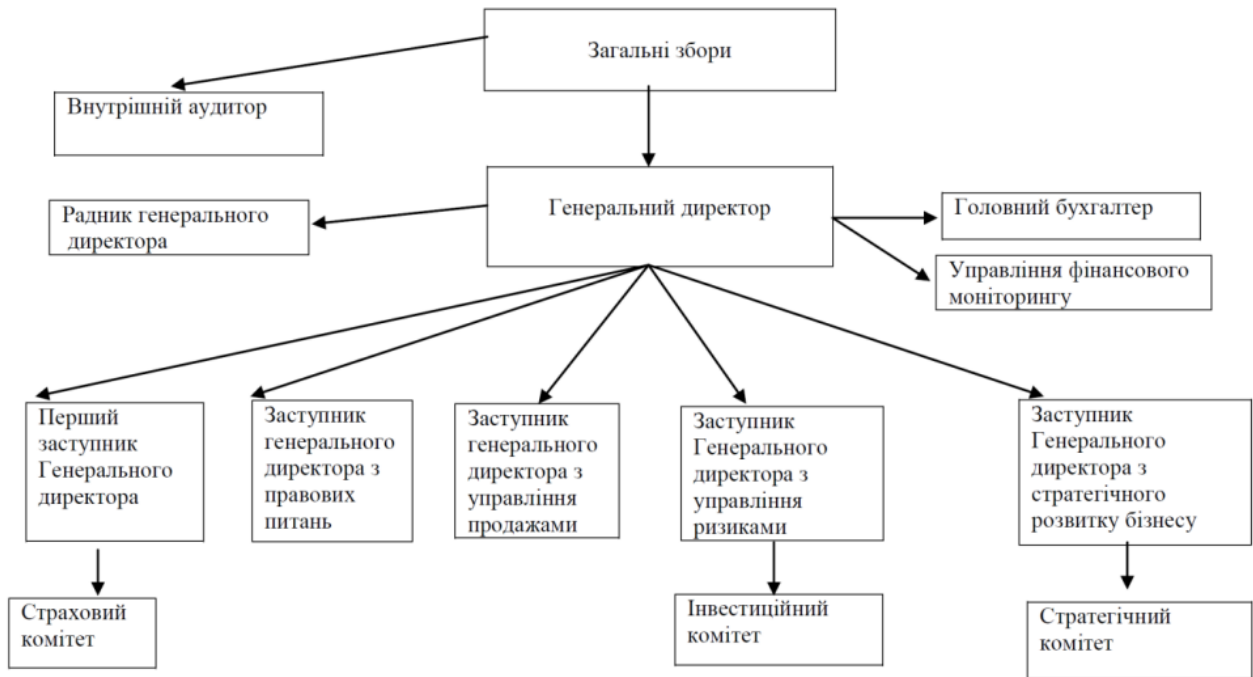 Загальні збори
Внутрішній аудитор
Генеральний директор
Радник генерального
директора
Головний бухгалтер
Управління фінансового
моніторингу
Перший
заступник
Генерального
директора
Заступник
генерального
директора з
правових
питань
Заступник
генерального
директора з
управління
продажами
Заступник
Генерального
директора з
управління
ризиками
Заступник
Генерального
директора з
стратегічного
розвитку бізнесу
Страховий
комітет
Інвестиційний
комітет
Стратегічний
комітет